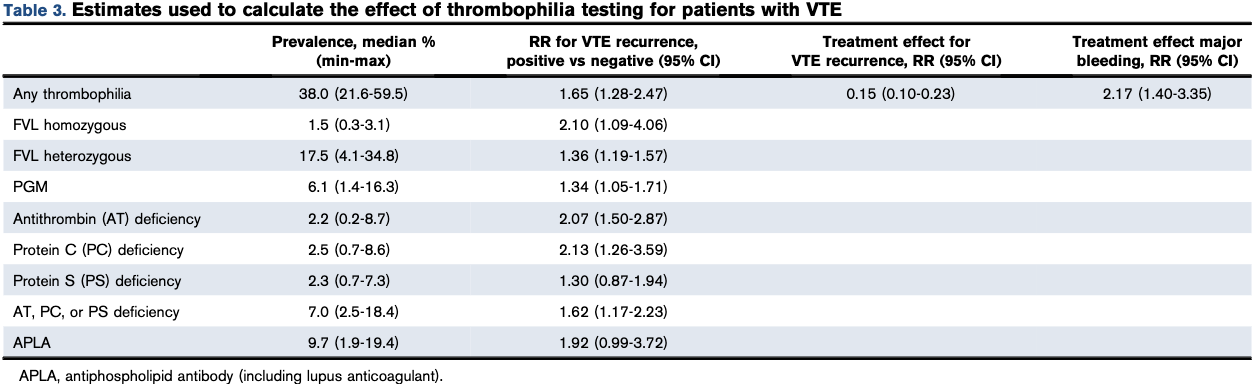 Table 3. Estimates used to calculate the effect of thrombophilia testing for patients with VTE
Prevalence, median % (min-max) RR for VTE recurrence, positive vs negative (95% CI) Treatment effect for VTE recurrence, RR (95% CI) Treatment effect major bleeding, RR (95% CI)
Any thrombophilia 38.0 (21.6-59.5) 1.65 (1.28-2.47) 0.15 (0.10-0.23) 2.17 (1.40-3.35)
FVL homozygous 1.5 (0.3-3.1) 2.10 (1.09-4.06)
FVL heterozygous 17.5 (4.1-34.8) 1.36 (1.19-1.57)
PGM 6.1 (1.4-16.3) 1.34 (1.05-1.71)
Antithrombin (AT) deficiency 2.2 (0.2-8.7) 2.07 (1.50-2.87)
Protein C (PC) deficiency 2.5 (0.7-8.6) 2.13 (1.26-3.59)
Protein S (PS) deficiency 2.3 (0.7-7.3) 1.30 (0.87-1.94)
AT, PC, or PS deficiency 7.0 (2.5-18.4) 1.62 (1.17-2.23)
APLA 9.7 (1.9-19.4) 1.92 (0.99-3.72)
APLA, antiphospholipid antibody (including lupus anticoagulant).